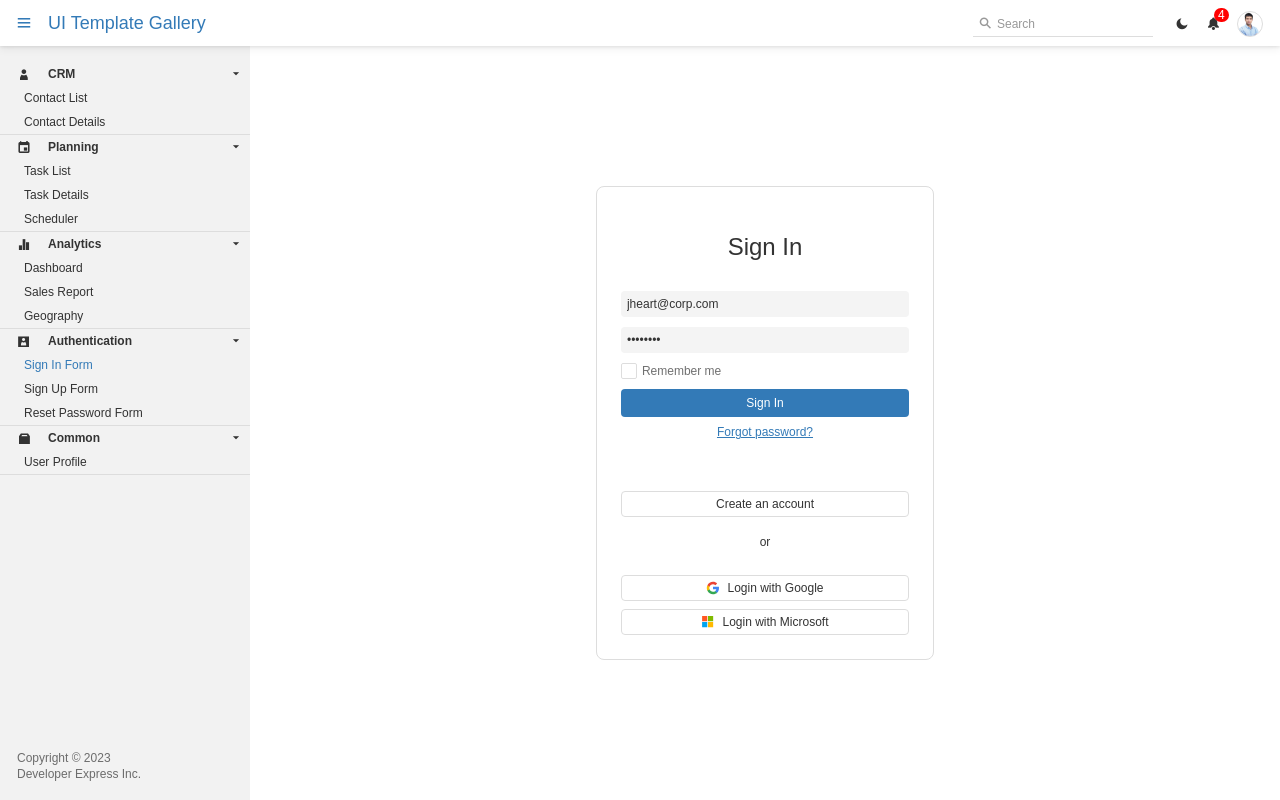 UI Template Gallery
Search
4
CRM
Contact List
Contact Details
Planning
Task List
Task Details
Scheduler
Analytics
Dashboard
Sales Report
Geography
Authentication
Sign In Form
Sign Up Form
Reset Password Form
Common
User Profile
Copyright © 2023
Developer Express Inc.
Sign In
jheart@corp.com
••••••••
Remember me
Sign In
Forgot password?
Create an account
or
Login with Google
Login with Microsoft